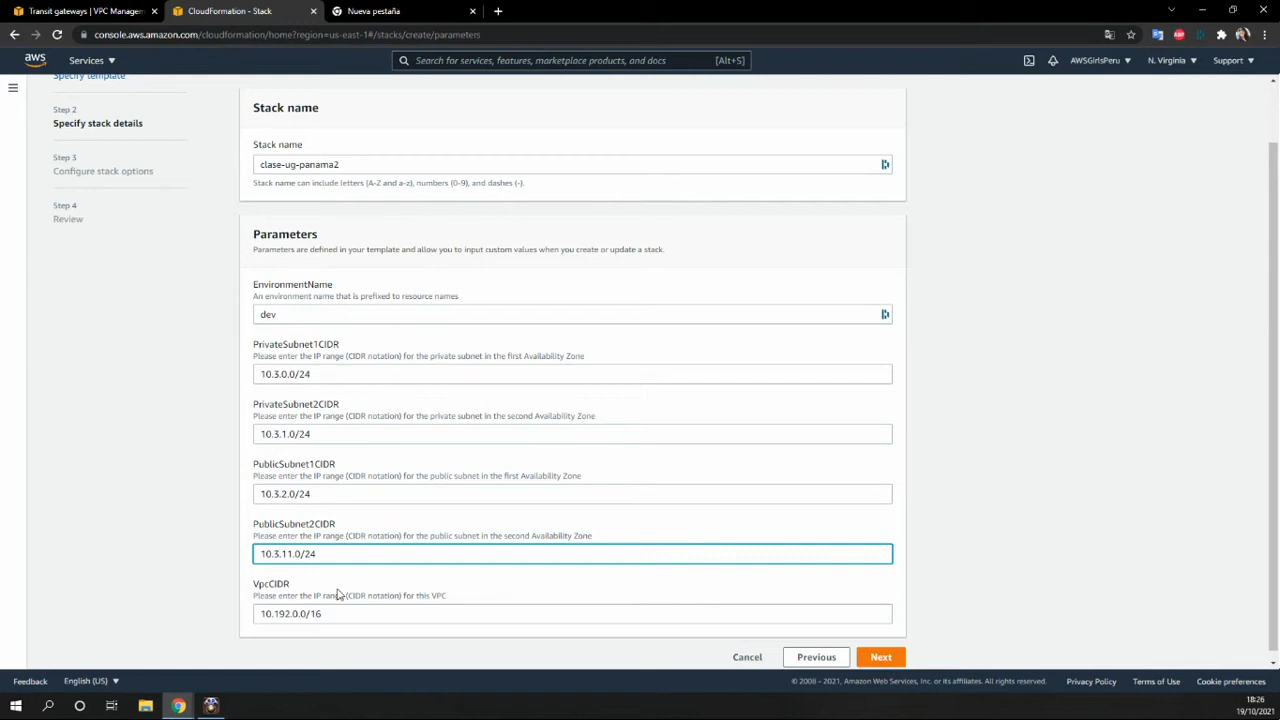 Transit gateways | VPC Manage
CloudFormation - Stack
Nueva pestaña
console.aws.amazon.com/cloudformation/home?region=us-east-1#/stacks/create/parameters
aws
Services
Search for services, features, marketplace products, and docs
[Alt+S]
AWSGirlsPeru
N. Virginia
Support
Specify template
Step 2
Specify stack details
Step 3
Configure stack options
Step 4
Review
Stack name
Stack name
clase-ug-panama2
Stack name can include letters (A-Z and a-z), numbers (0-9), and dashes (-).
Parameters
Parameters are defined in your template and allow you to input custom values when you create or update a stack.
EnvironmentName
An environment name that is prefixed to resource names
dev
PrivateSubnet1CIDR
Please enter the IP range (CIDR notation) for the private subnet in the first Availability Zone
10.3.0.0/24
PrivateSubnet2CIDR
Please enter the IP range (CIDR notation) for the private subnet in the second Availability Zone
10.3.1.0/24
PublicSubnet1CIDR
Please enter the IP range (CIDR notation) for the public subnet in the first Availability Zone
10.3.2.0/24
PublicSubnet2CIDR
Please enter the IP range (CIDR notation) for the public subnet in the second Availability Zone
10.3.11.0/24
VpcCIDR
Please enter the IP range (CIDR notation) for this VPC
10.192.0.0/16
Cancel
Previous
Next
Feedback
English (US)
© 2008 - 2021, Amazon Web Services, Inc. or its affiliates. All rights reserved.
Privacy Policy
Terms of Use
Cookie preferences
18:26
19/10/2021